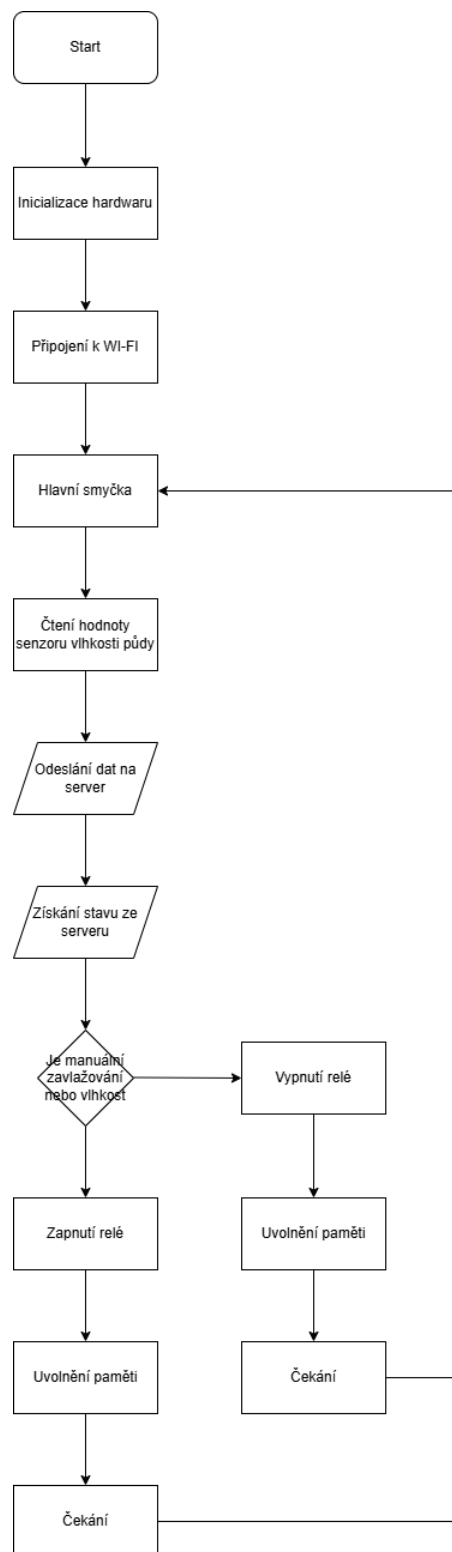 Start
Inicializace hardwaru
Připojení k WI-FI
Hlavní smyčka
Čtení hodnoty
senzoru vlhkosti půdy
Odeslání dat na
server
Získání stavu ze
serveru
Je manuální
zavlažování
nebo vlhkost
Vypnutí relé
Zapnutí relé
Uvolnění paměti
Uvolnění paměti
Čekání
Čekání